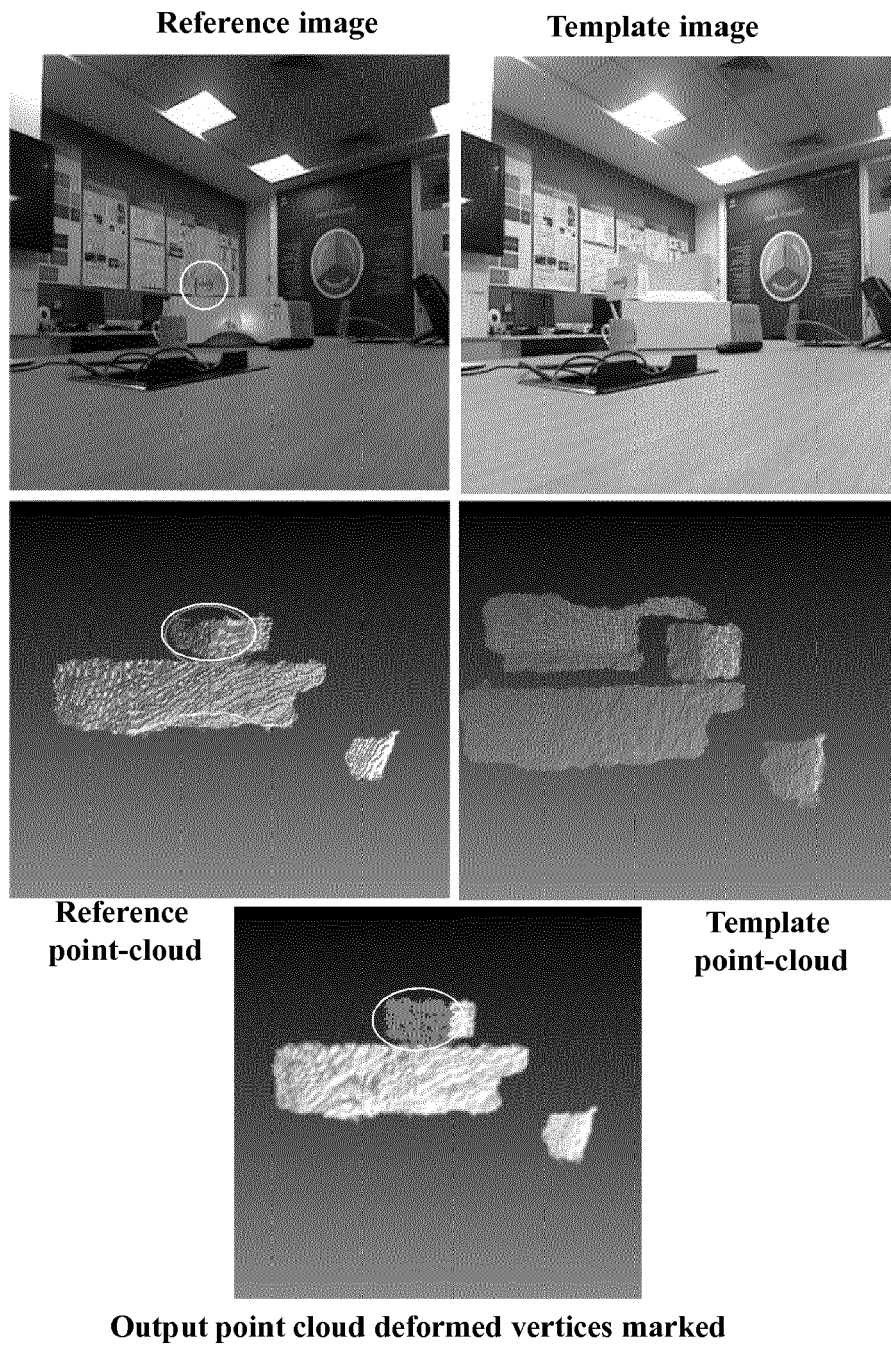 Reference image
Template image
Reference
point-cloud
Template
point-cloud
Output point cloud deformed vertices marked